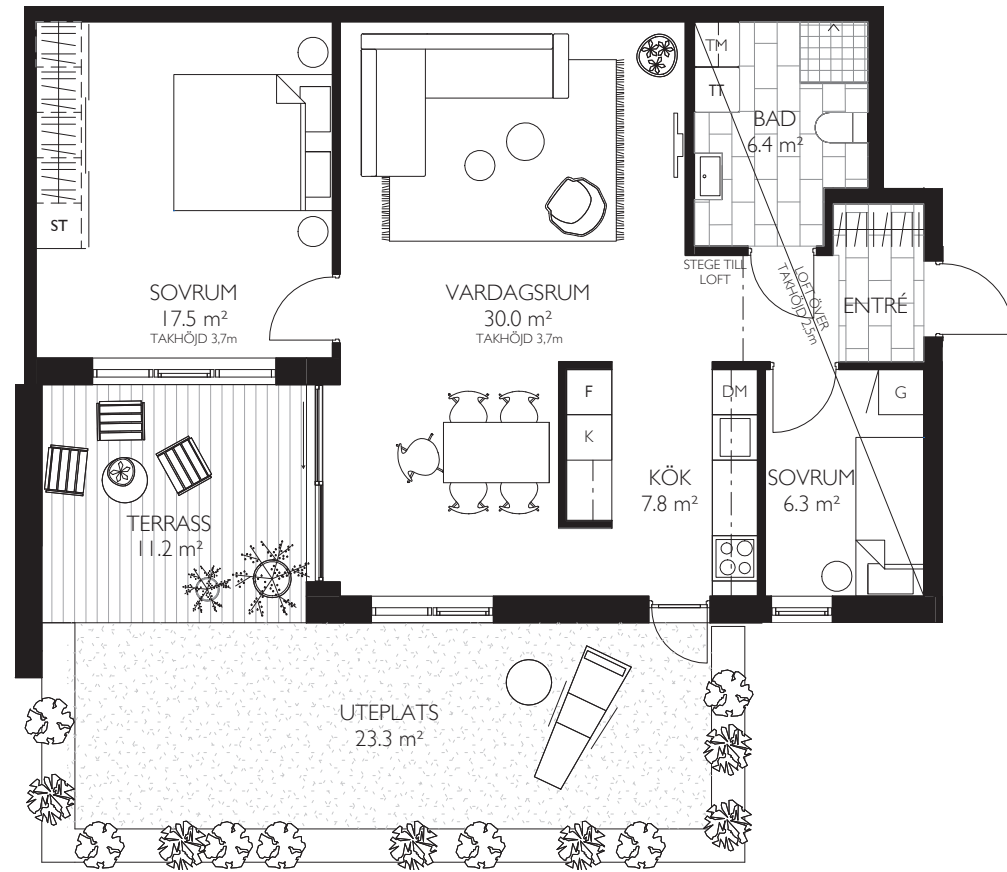 TM
TT
BAD
6.4 m²
ST
STEGE TILL
LOFT
LOFT ÖVER
TAKHÖJD 2,5m
SOVRUM
17.5 m²
TAKHÖJD 3,7m
VARDAGSRUM
30.0 m²
TAKHÖJD 3,7m
ENTRÉ
F
K
DM
G
KÖK
7.8 m²
SOVRUM
6.3 m²
TERRASS
11.2 m²
UTEPLATS
23.3 m²